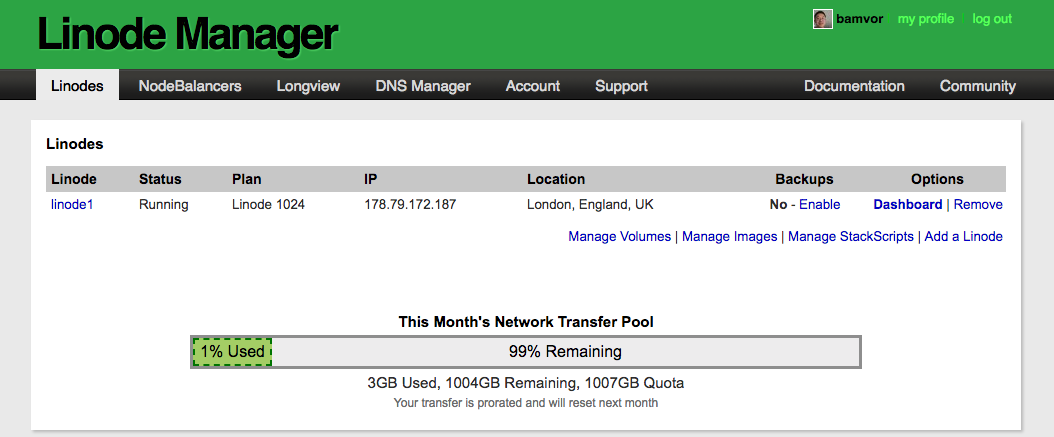 Linode Manager
bamvor | my profile | log out
Linodes NodeBalancers Longview DNS Manager Account Support Documentation Community
Linodes
Linode Status Plan IP Location Backups Options
linode1 Running Linode 1024 178.79.172.187 London, England, UK No - Enable Dashboard | Remove
Manage Volumes | Manage Images | Manage StackScripts | Add a Linode
This Month's Network Transfer Pool
1% Used 99% Remaining
3GB Used, 1004GB Remaining, 1007GB Quota
Your transfer is prorated and will reset next month